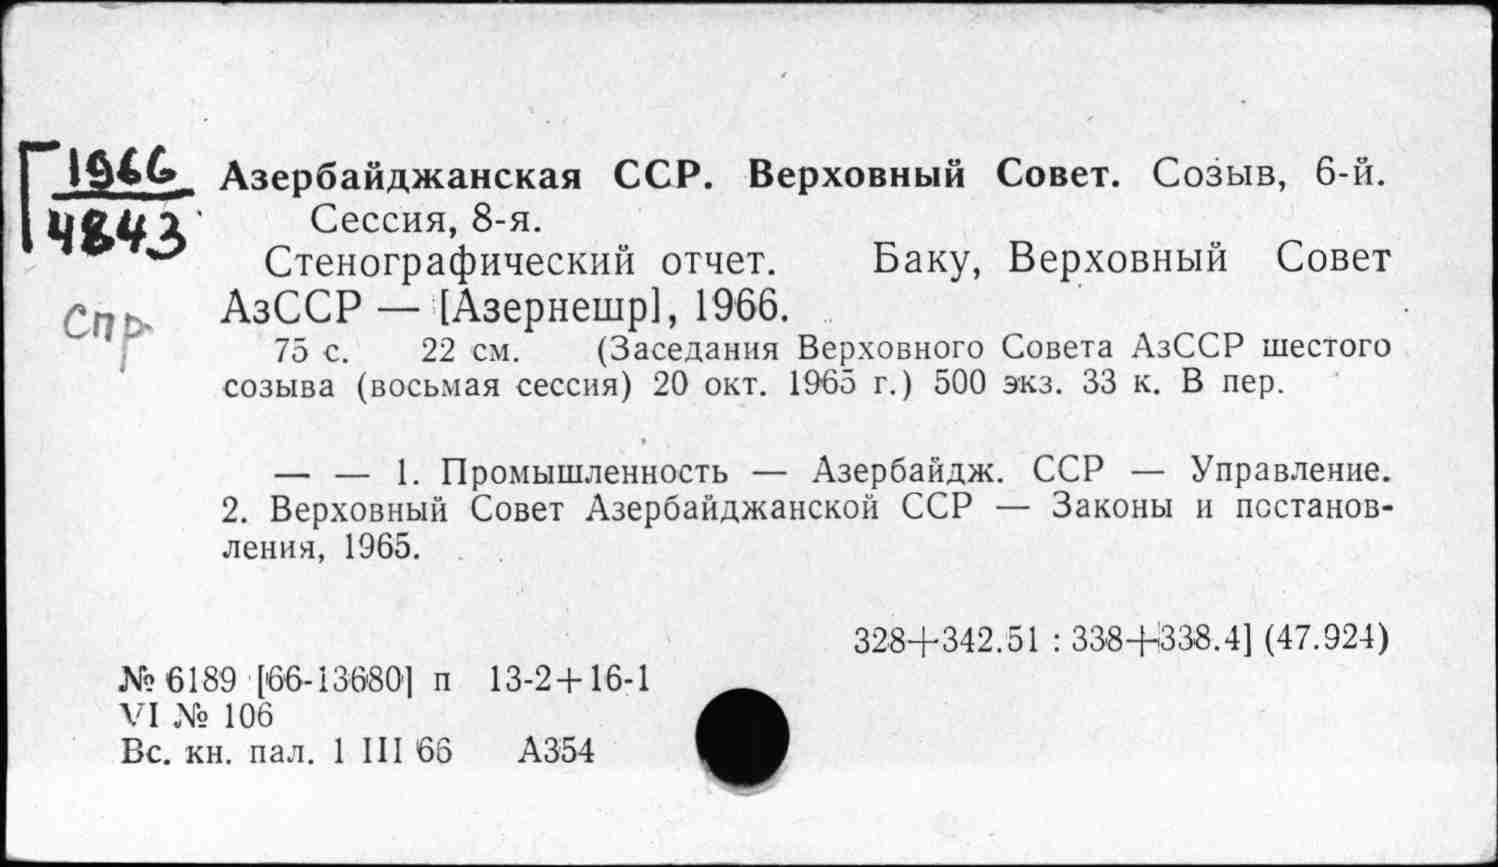 1966
4843
Спр
Азербайджанская ССР. Верховный Совет. Созыв, 6-й.
Сессия, 8-я.
Стенографический отчет. Баку, Верховный Совет
АзССР — [Азернешр], 1966.
75 с. 22 см. (Заседания Верховного Совета АзССР шестого
созыва (восьмая сессия) 20 окт. 1965 г.) 500 экз. 33 к. В пер.
— — 1. Промышленность — Азербайдж. ССР — Управление.
2. Верховный Совет Азербайджанской ССР — Законы и постанов-
ления, 1965.
328+342.51 : 338+338.4] (47.924)
№ 6189 [66-13680] п 13-2+16-1
VI № 106
Вс. кн. пал. 1 III 66 А354